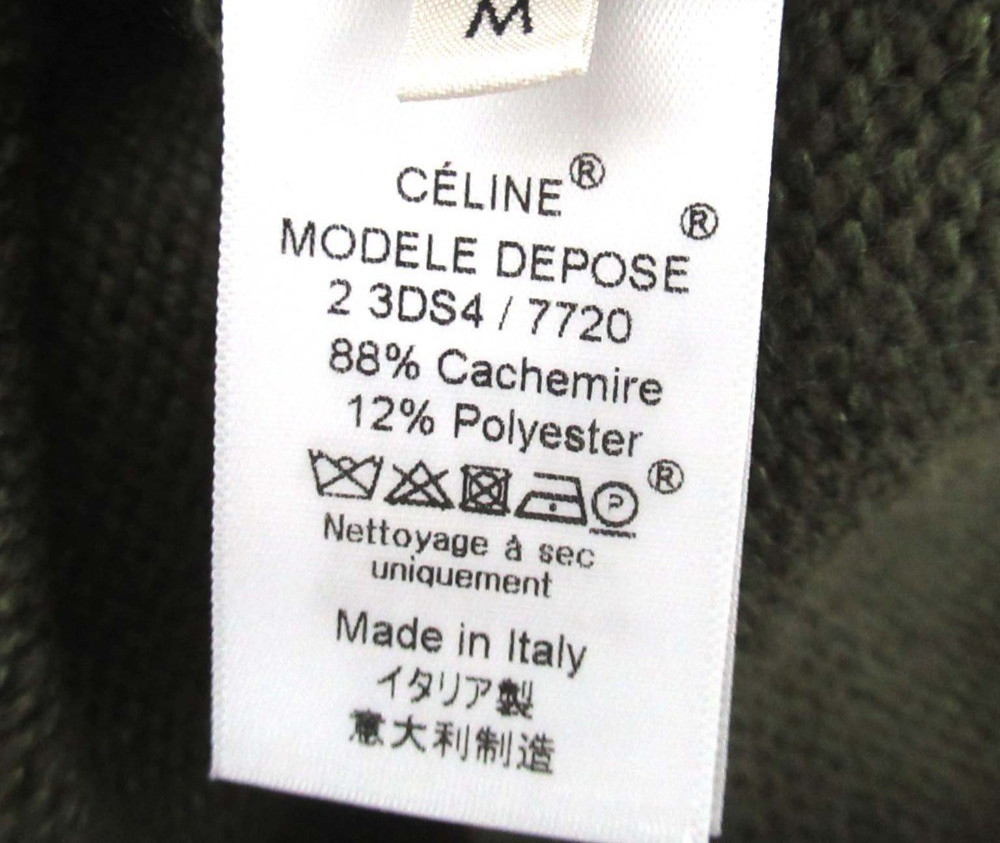 M
CÉLINE®
MODELE DEPOSE®
2 3DS4 / 7720
88% Cachemire
12% Polyester
P ®
Nettoyage à sec
uniquement
Made in Italy
イタリア製
意大利制造